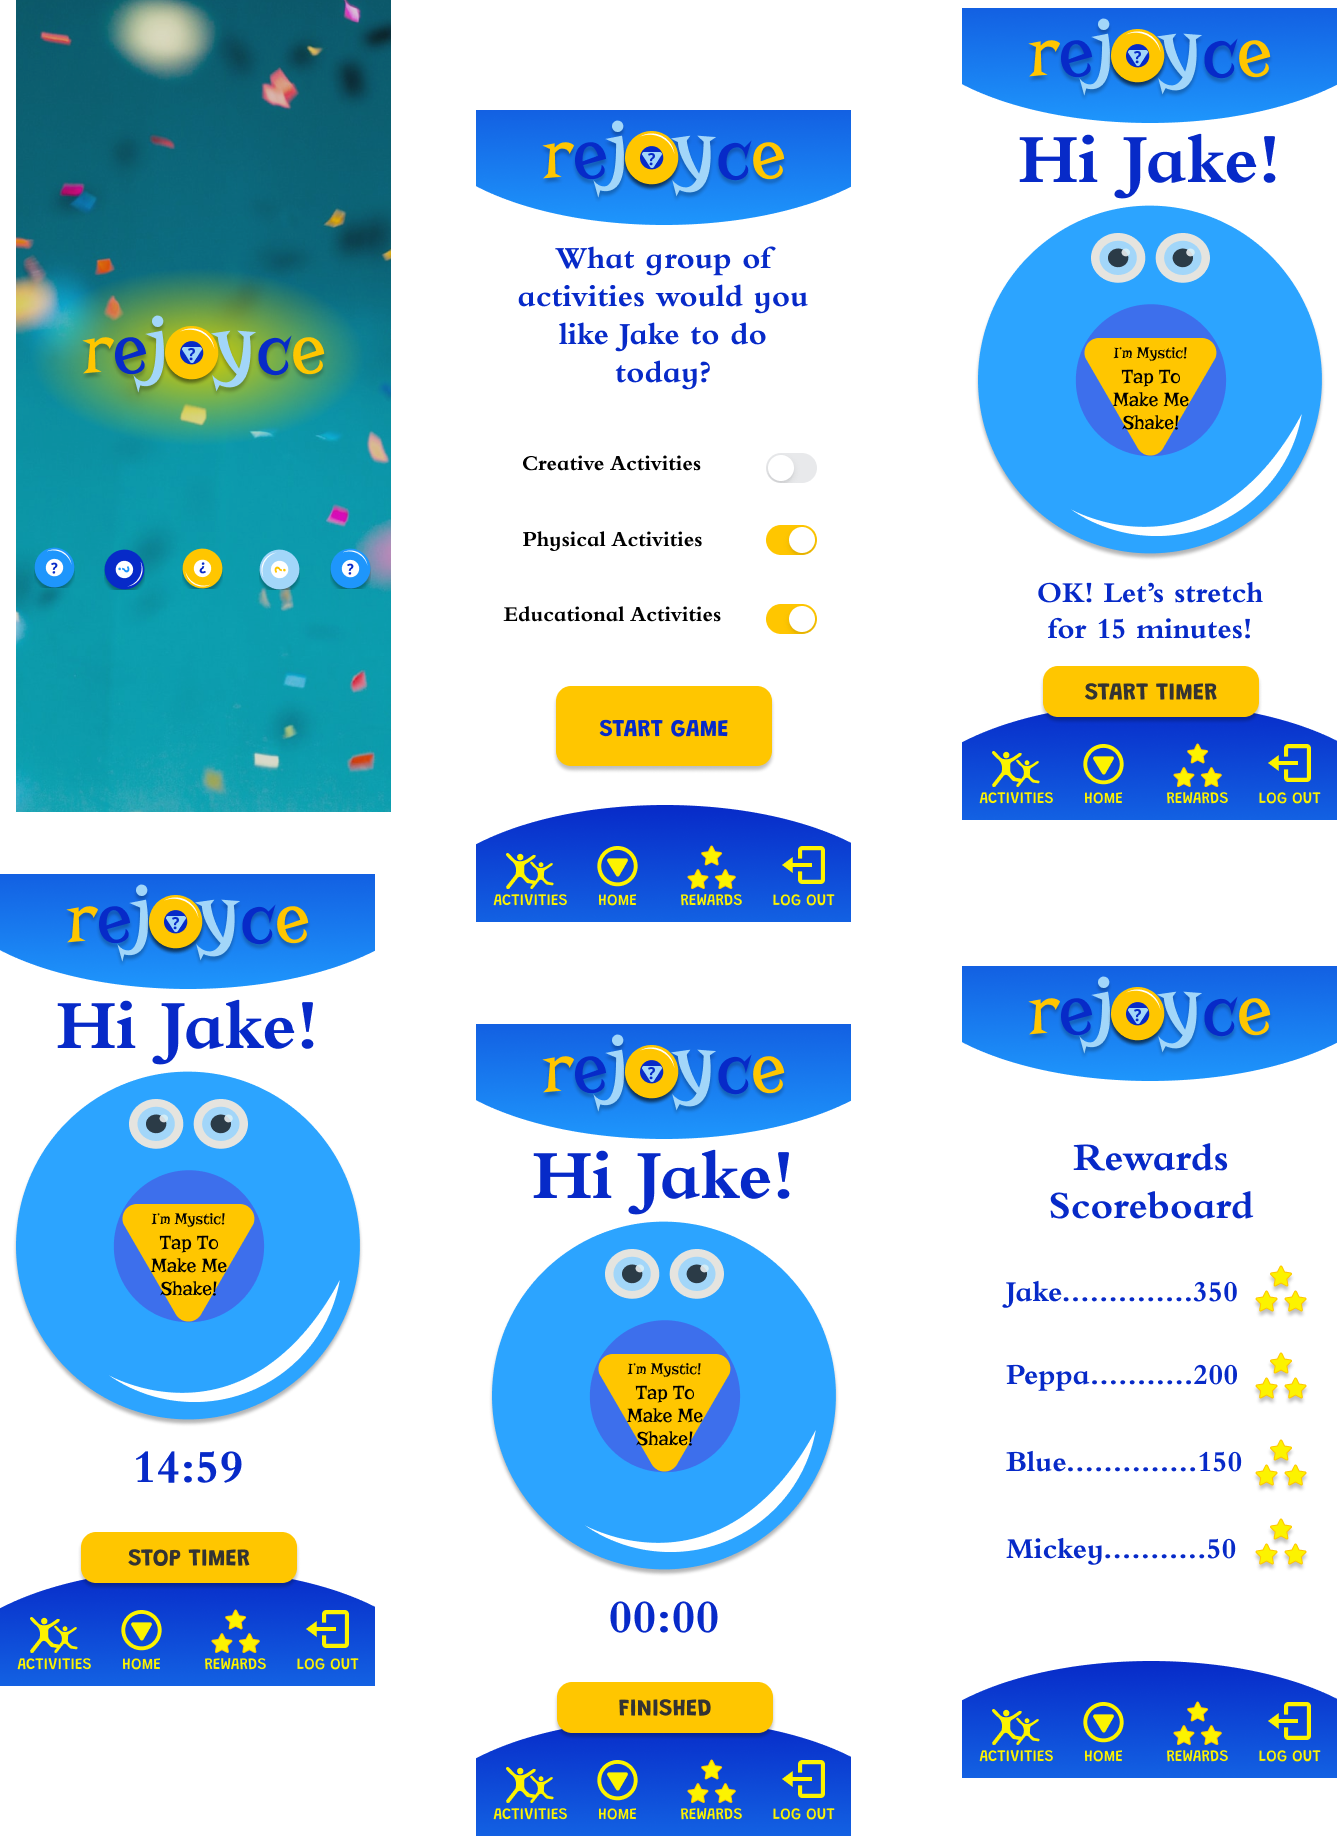 rejoyce
?
?
?
?
?
rejoyce
What group of
activities would you
like Jake to do
today?
Creative Activities
Physical Activities
Educational Activities
START GAME
ACTIVITIES HOME REWARDS LOG OUT
rejoyce
Hi Jake!
I'm Mystic!
Tap To
Make Me
Shake!
OK! Let's stretch
for 15 minutes!
START TIMER
ACTIVITIES HOME REWARDS LOG OUT
rejoyce
Hi Jake!
I'm Mystic!
Tap To
Make Me
Shake!
14:59
STOP TIMER
ACTIVITIES HOME REWARDS LOG OUT
rejoyce
Hi Jake!
I'm Mystic!
Tap To
Make Me
Shake!
00:00
FINISHED
ACTIVITIES HOME REWARDS LOG OUT
rejoyce
Rewards
Scoreboard
Jake..............350
Peppa...........200
Blue..............150
Mickey...........50
ACTIVITIES HOME REWARDS LOG OUT